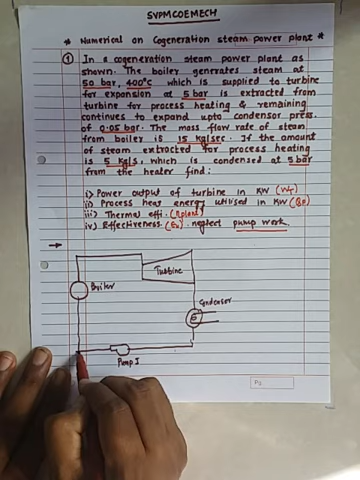 SVPMCOEMECH
* Numerical on Cogeneration steam power plant *
① In a cogeneration steam power plant as
shown. The boiler generates steam at
50 bar, 400°C which is supplied to turbine
for expansion at 5 bar is extracted from
turbine for process heating & remaining
continues to expand upto condensor press.
of 0.05 bar. The mass flow rate of steam
from boiler is 15 kg/sec. If the amount
of steam extracted for process heating
is 5 kg/s, which is condensed at 5 bar
from the heater find;
i) Power output of turbine in KW (WT)
ii) Process heat energy utilised in KW
iii) Thermal effi. (ηplant)
iv) Effectiveness. neglect pump work.
→
Turbine
Boiler
Condensor
Pump I